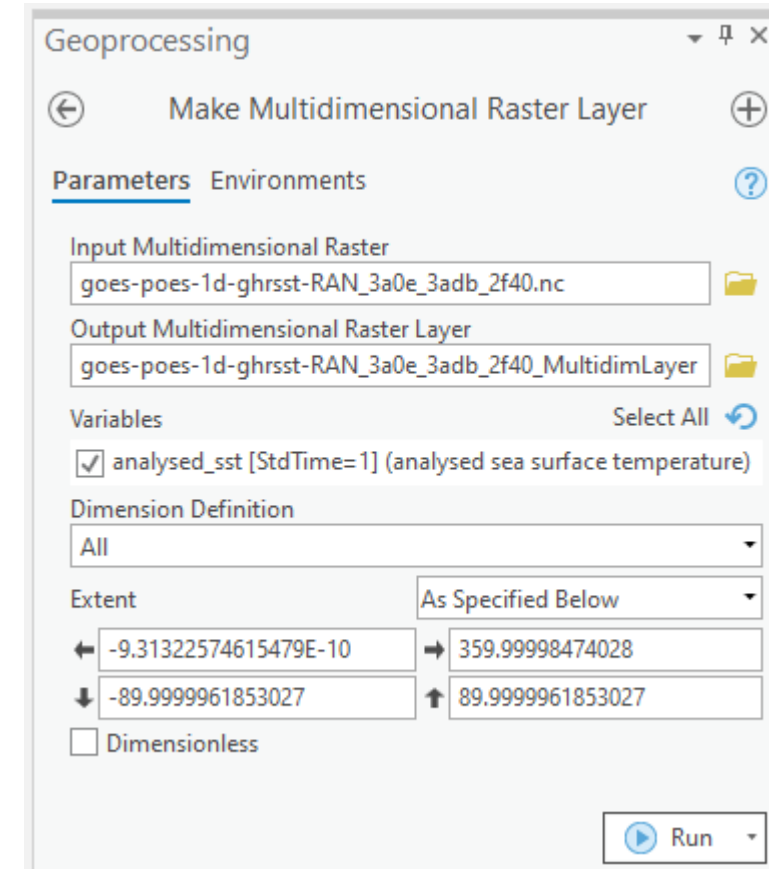 Geoprocessing
Make Multidimensional Raster Layer
Parameters Environments
Input Multidimensional Raster
goes-poes-1d-ghrsst-RAN_3a0e_3adb_2f40.nc
Output Multidimensional Raster Layer
goes-poes-1d-ghrsst-RAN_3a0e_3adb_2f40_MultidimLayer
Variables Select All
analysed_sst [StdTime=1] (analysed sea surface temperature)
Dimension Definition
All
Extent As Specified Below
-9.31322574615479E-10 359.99998474028
-89.9999961853027 89.9999961853027
Dimensionless
Run